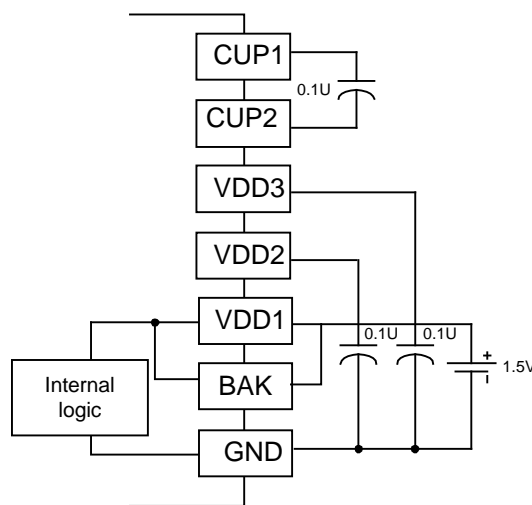 CUP1
0.1U
CUP2
VDD3
VDD2
VDD1
0.1U
0.1U
+
1.5V
-
Internal
logic
BAK
GND